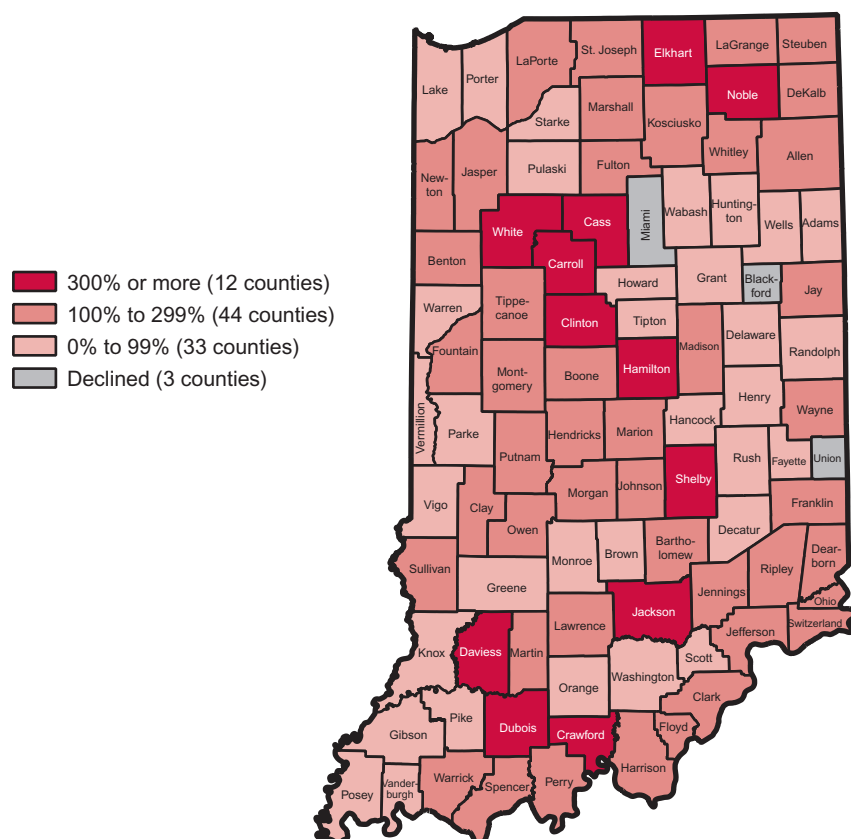 300% or more (12 counties)
100% to 299% (44 counties)
0% to 99% (33 counties)
Declined (3 counties)
Lake
Porter
LaPorte
St. Joseph
Elkhart
LaGrange
Steuben
Noble
DeKalb
Starke
Marshall
Kosciusko
Whitley
Allen
New-
ton
Jasper
Pulaski
Fulton
Miami
Wabash
Hunting-
ton
Wells
Adams
White
Cass
Carroll
Benton
Howard
Grant
Black-
ford
Jay
Warren
Tippe-
canoe
Clinton
Tipton
Madison
Delaware
Randolph
Fountain
Mont-
gomery
Boone
Hamilton
Henry
Wayne
Vermillion
Parke
Putnam
Hendricks
Marion
Hancock
Shelby
Rush
Fayette
Union
Vigo
Clay
Owen
Morgan
Johnson
Franklin
Decatur
Sullivan
Greene
Monroe
Brown
Bartho-
lomew
Jennings
Ripley
Dear-
born
Ohio
Switzerland
Jefferson
Jackson
Lawrence
Knox
Daviess
Martin
Orange
Washington
Scott
Clark
Floyd
Harrison
Gibson
Pike
Dubois
Crawford
Posey
Vander-
burgh
Warrick
Spencer
Perry